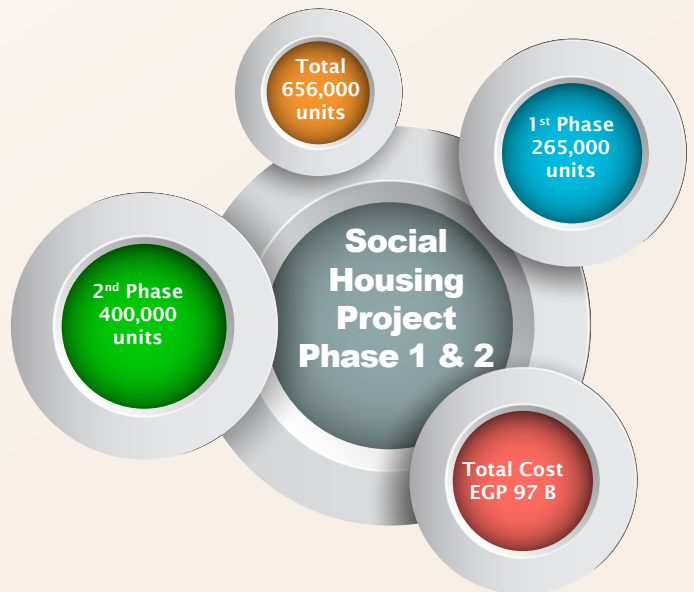 Total
656,000
units
1st Phase
265,000
units
Social
Housing
Project
Phase 1 & 2
2nd Phase
400,000
units
Total Cost
EGP 97 B